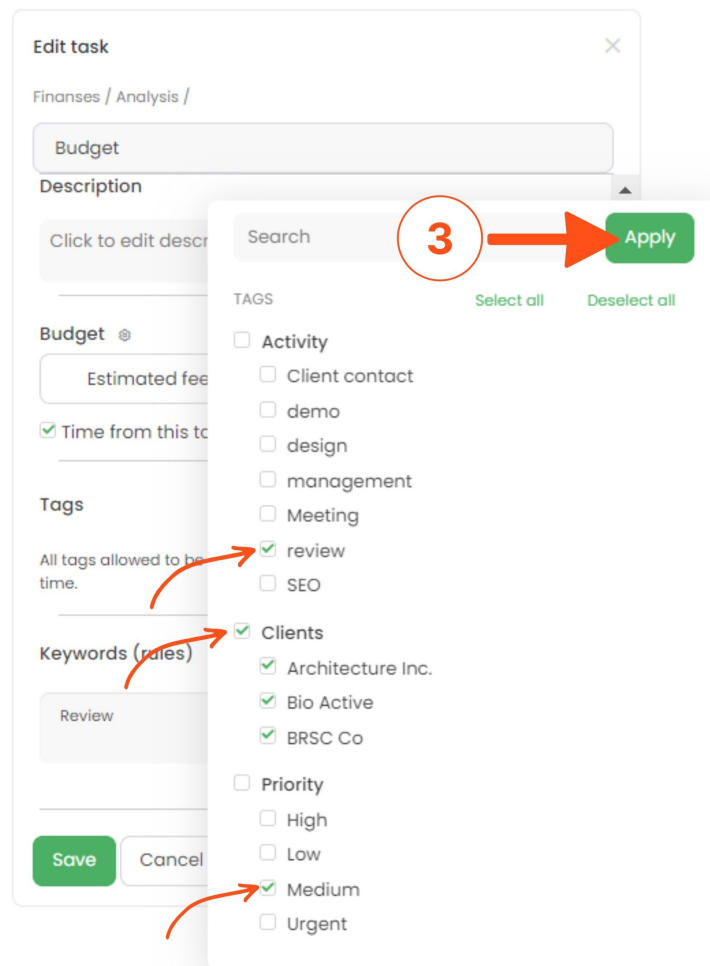 Edit task
Finanses / Analysis /
Budget
Description
Click to edit descr
Budget
Estimated fee
Time from this ta
Tags
All tags allowed to be
time.
Keywords (rules)
Review
Save Cancel
Search 3 Apply
TAGS Select all Deselect all
Activity
Client contact
demo
design
management
Meeting
review
SEO
Clients
Architecture Inc.
Bio Active
BRSC Co
Priority
High
Low
Medium
Urgent